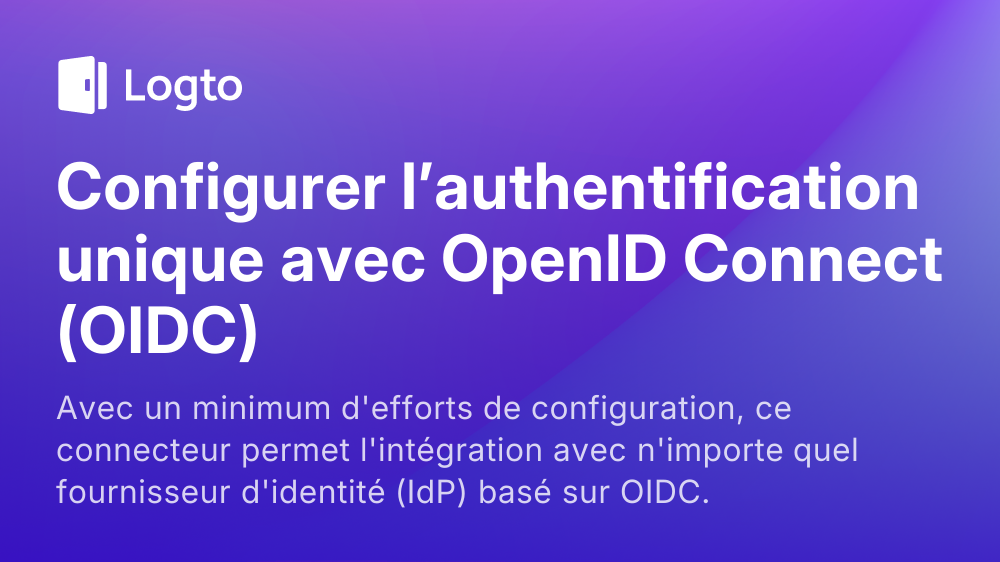 Logto
Configurer l’authentification
unique avec OpenID Connect
(OIDC)
Avec un minimum d'efforts de configuration, ce
connecteur permet l'intégration avec n'importe quel
fournisseur d'identité (IdP) basé sur OIDC.